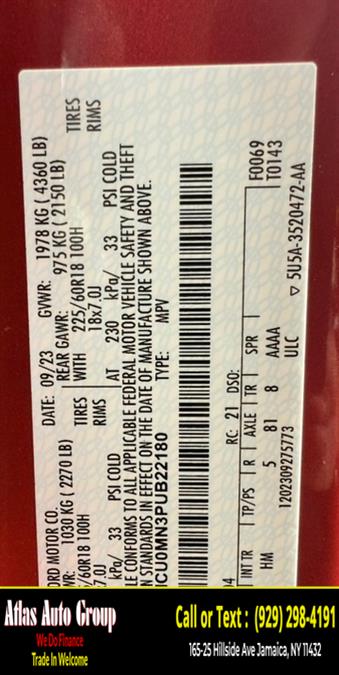 ORD MOTOR CO.
DATE: 09/23
GVWR: 1978 KG ( 4360 LB)
WR: 1030 KG ( 2270 LB)
REAR GAWR: 975 KG ( 2150 LB)
/60R18 100H
TIRES
WITH
225/60R18 100H
TIRES
x7.0J
RIMS
18x7.0J
RIMS
kPa/ 33 PSI COLD
AT 230 kPa/ 33 PSI COLD
LE CONFORMS TO ALL APPLICABLE FEDERAL MOTOR VEHICLE SAFETY AND THEFT
N STANDARDS IN EFFECT ON THE DATE OF MANUFACTURE SHOWN ABOVE.
CU0MN3PUB22180
TYPE: MPV
F0069
T0143
RC: 21 DSO:
INT TR TP/PS R AXLE TR SPR
HM 5 81 8 AAAA
ULC
1202309275773
▽ 5U5A-3520472-AA
Atlas Auto Group
We Do Finance
Trade In Welcome
Call or Text : (929) 298-4191
165-25 Hillside Ave Jamaica, NY 11432